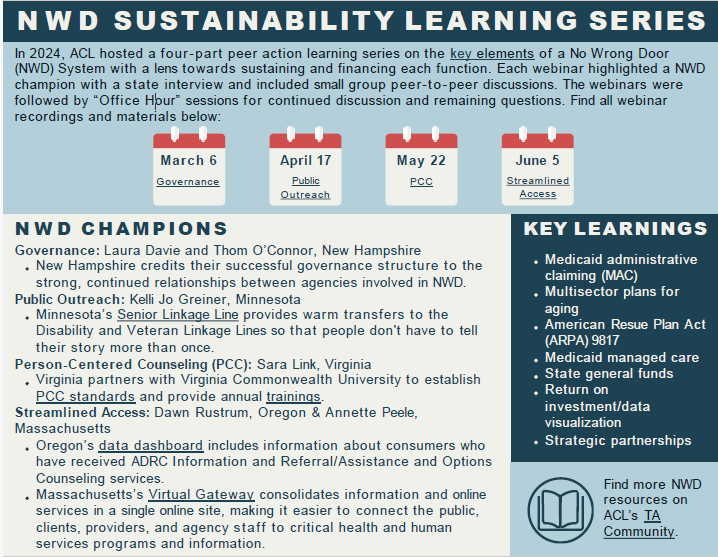 NWD SUSTAINABILITY LEARNING SERIES
In 2024, ACL hosted a four-part peer action learning series on the key elements of a No Wrong Door
(NWD) System with a lens towards sustaining and financing each function. Each webinar highlighted a NWD
champion with a state interview and included small group peer-to-peer discussions. The webinars were
followed by “Office Hour” sessions for continued discussion and remaining questions. Find all webinar
recordings and materials below:
March 6
Governance
April 17
Public
Outreach
May 22
PCC
June 5
Streamlined
Access
NWD CHAMPIONS
Governance: Laura Davie and Thom O’Connor, New Hampshire
• New Hampshire credits their successful governance structure to the
strong, continued relationships between agencies involved in NWD.
Public Outreach: Kelli Jo Greiner, Minnesota
• Minnesota’s Senior Linkage Line provides warm transfers to the
Disability and Veteran Linkage Lines so that people don't have to tell
their story more than once.
Person-Centered Counseling (PCC): Sara Link, Virginia
• Virginia partners with Virginia Commonwealth University to establish
PCC standards and provide annual trainings.
Streamlined Access: Dawn Rustrum, Oregon & Annette Peele,
Massachusetts
• Oregon’s data dashboard includes information about consumers who
have received ADRC Information and Referral/Assistance and Options
Counseling services.
• Massachusetts’s Virtual Gateway consolidates information and online
services in a single online site, making it easier to connect the public,
clients, providers, and agency staff to critical health and human
services programs and information.
KEY LEARNINGS
• Medicaid administrative
claiming (MAC)
• Multisector plans for
aging
• American Resue Plan Act
(ARPA) 9817
• Medicaid managed care
• State general funds
• Return on
investment/data
visualization
• Strategic partnerships
Find more NWD
resources on
ACL’s TA
Community.